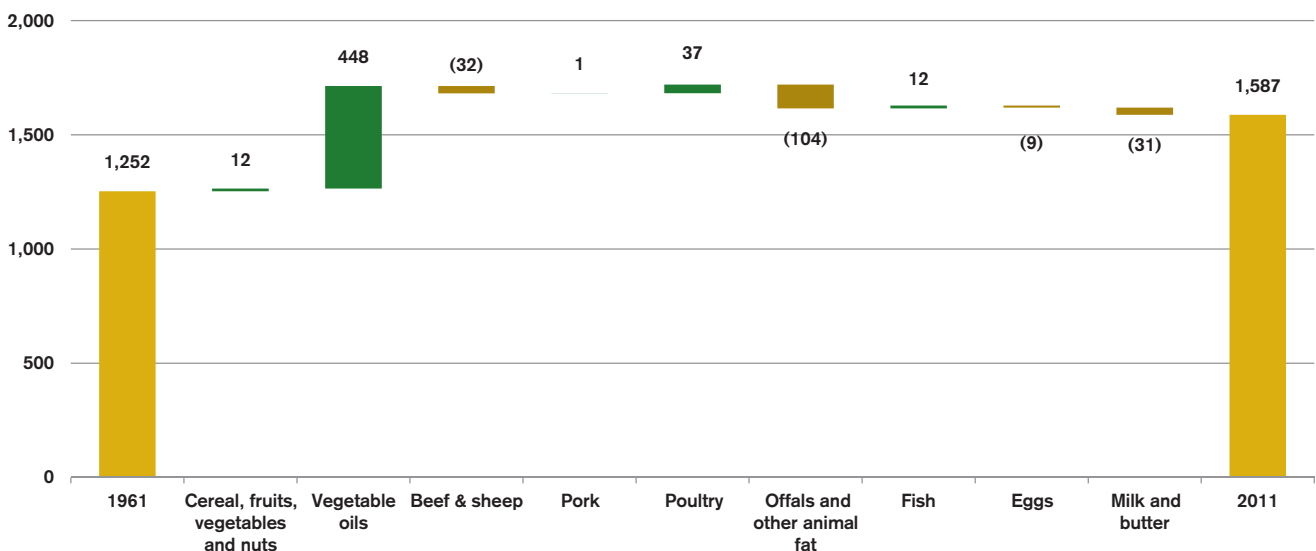 2,000
1,500
1,000
500
0
1,252
12
448
(32)
1
37
(104)
12
(9)
(31)
1,587
1961
Cereal, fruits,
vegetables
and nuts
Vegetable
oils
Beef & sheep
Pork
Poultry
Offals and
other animal
fat
Fish
Eggs
Milk and
butter
2011